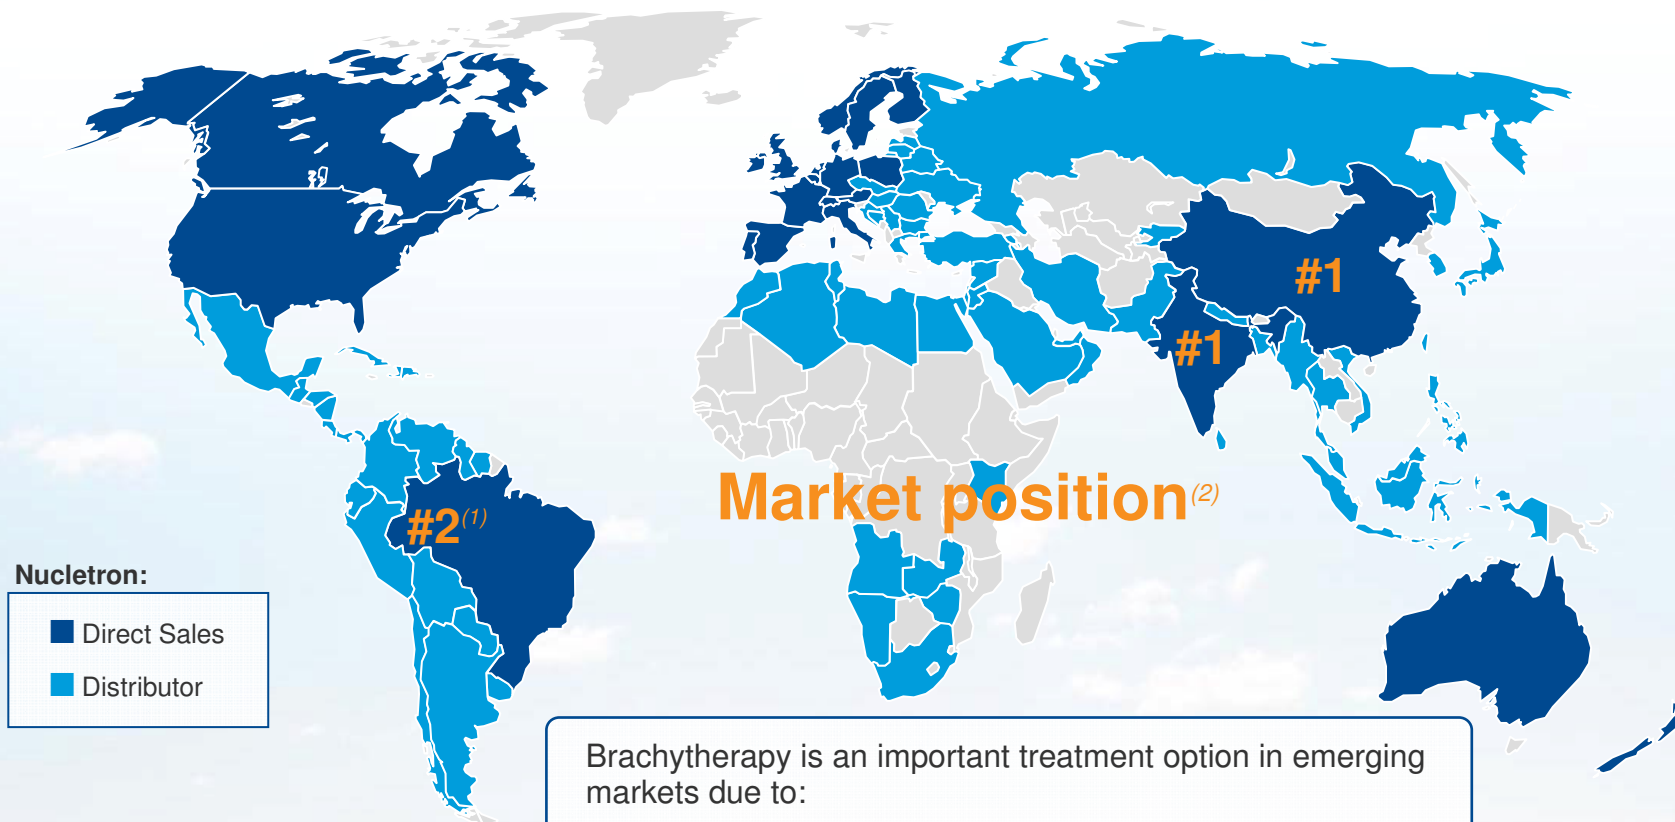 #1
#1
Market position(2)
#2(1)
Nucletron:
Direct Sales
Distributor
Brachytherapy is an important treatment option in emerging
markets due to: